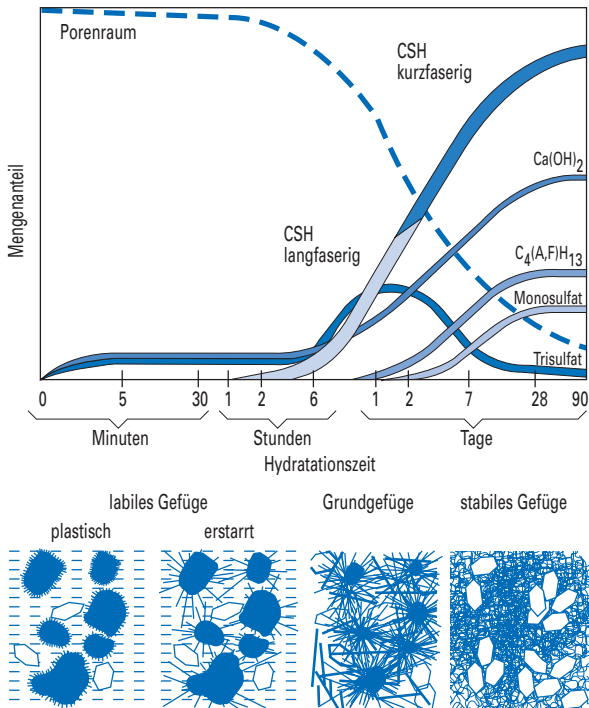 Porenraum
CSH
kurzfaserig
Ca(OH)2
CSH
langfaserig
C4(A,F)H13
Monosulfat
Trisulfat
Mengenanteil
0 5 30 1 2 6 1 2 7 28 90
Minuten Stunden Tage
Hydratationszeit
labiles Gefüge Grundgefüge stabiles Gefüge
plastisch erstarrt